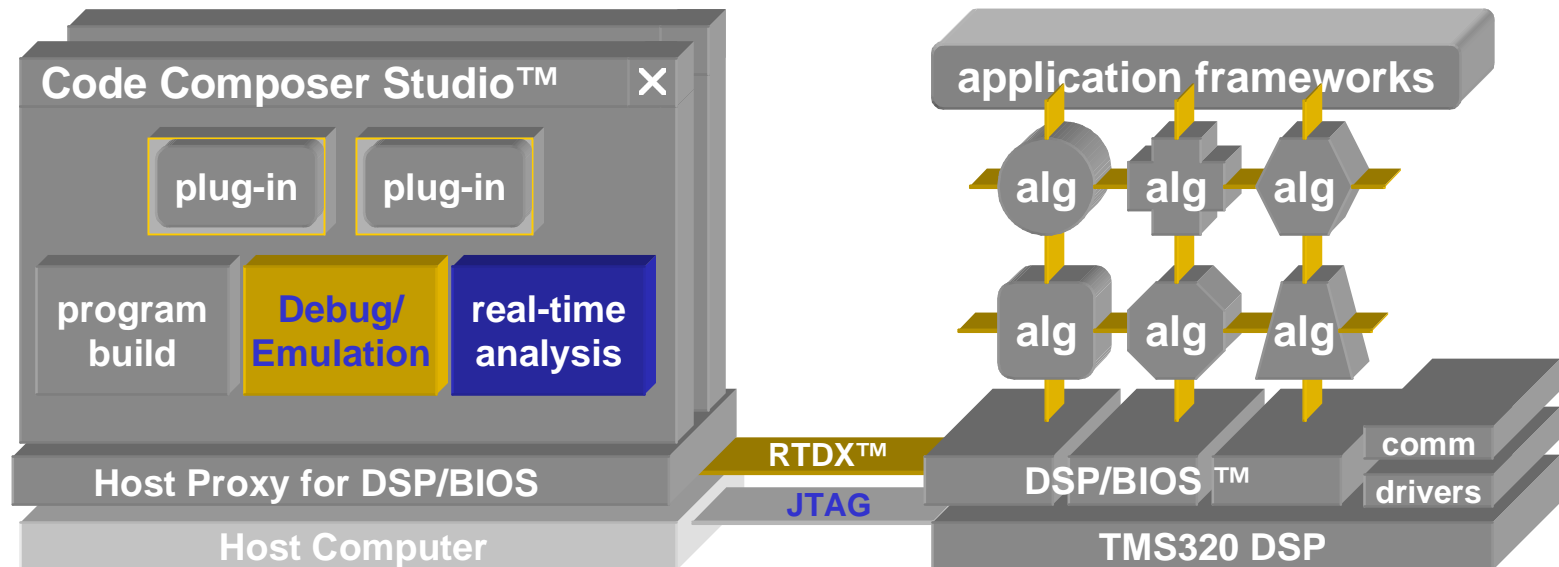 Code Composer Studio™
plug-in
plug-in
program
build
Debug/
Emulation
real-time
analysis
Host Proxy for DSP/BIOS
Host Computer
RTDX™
JTAG
application frameworks
alg
alg
alg
alg
alg
alg
DSP/BIOS ™
comm
drivers
TMS320 DSP